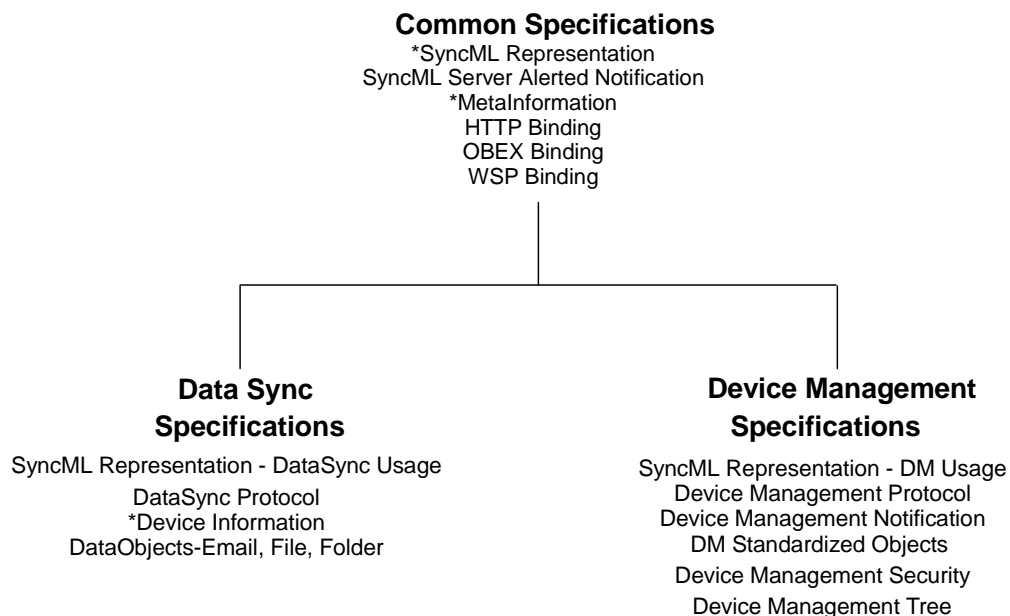 Common Specifications
*SyncML Representation
SyncML Server Alerted Notification
*MetaInformation
HTTP Binding
OBEX Binding
WSP Binding
Data Sync
Specifications
SyncML Representation - DataSync Usage
DataSync Protocol
*Device Information
DataObjects-Email, File, Folder
Device Management
Specifications
SyncML Representation - DM Usage
Device Management Protocol
Device Management Notification
DM Standardized Objects
Device Management Security
Device Management Tree